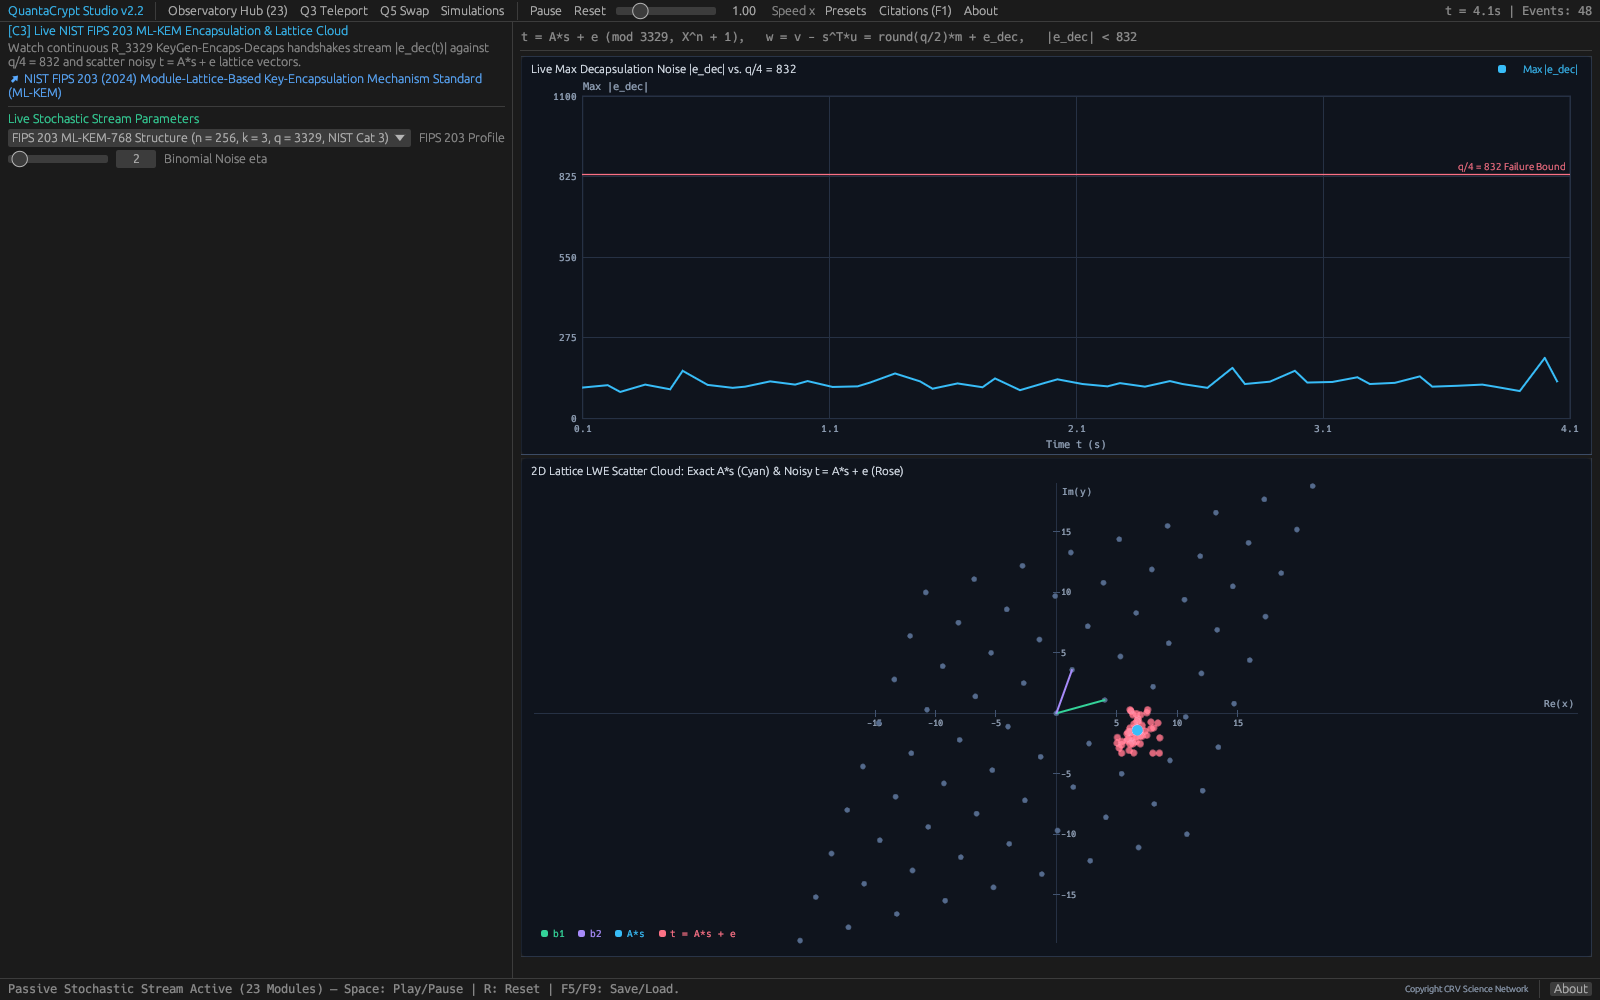 QuantaCrypt Studio v2.2 Observatory Hub (23) Q3 Teleport Q5 Swap Simulations Pause Reset 1.00 Speed x Presets Citations (F1) About t = 4.1s | Events: 48
[C3] Live NIST FIPS 203 ML-KEM Encapsulation & Lattice Cloud
Watch continuous R_3329 KeyGen-Encaps-Decaps handshakes stream |e_dec(t)| against
q/4 = 832 and scatter noisy t = A*s + e lattice vectors.
⬈ NIST FIPS 203 (2024) Module-Lattice-Based Key-Encapsulation Mechanism Standard
(ML-KEM)
Live Stochastic Stream Parameters
FIPS 203 ML-KEM-768 Structure (n = 256, k = 3, q = 3329, NIST Cat 3) FIPS 203 Profile
2 Binomial Noise eta
t = A*s + e (mod 3329, X^n + 1), w = v - s^T*u = round(q/2)*m + e_dec, |e_dec| < 832
Live Max Decapsulation Noise |e_dec| vs. q/4 = 832 Max |e_dec|
Max |e_dec|
1100
q/4 = 832 Failure Bound
825
550
275
0
0.1 1.1 2.1 3.1 4.1
Time t (s)
2D Lattice LWE Scatter Cloud: Exact A*s (Cyan) & Noisy t = A*s + e (Rose)
Im(y)
15
10
5
Re(x)
-15 -10 -5 5 10 15
-5
-10
-15
b1 b2 A*s t = A*s + e
Passive Stochastic Stream Active (23 Modules) — Space: Play/Pause | R: Reset | F5/F9: Save/Load. Copyright CRV Science Network About